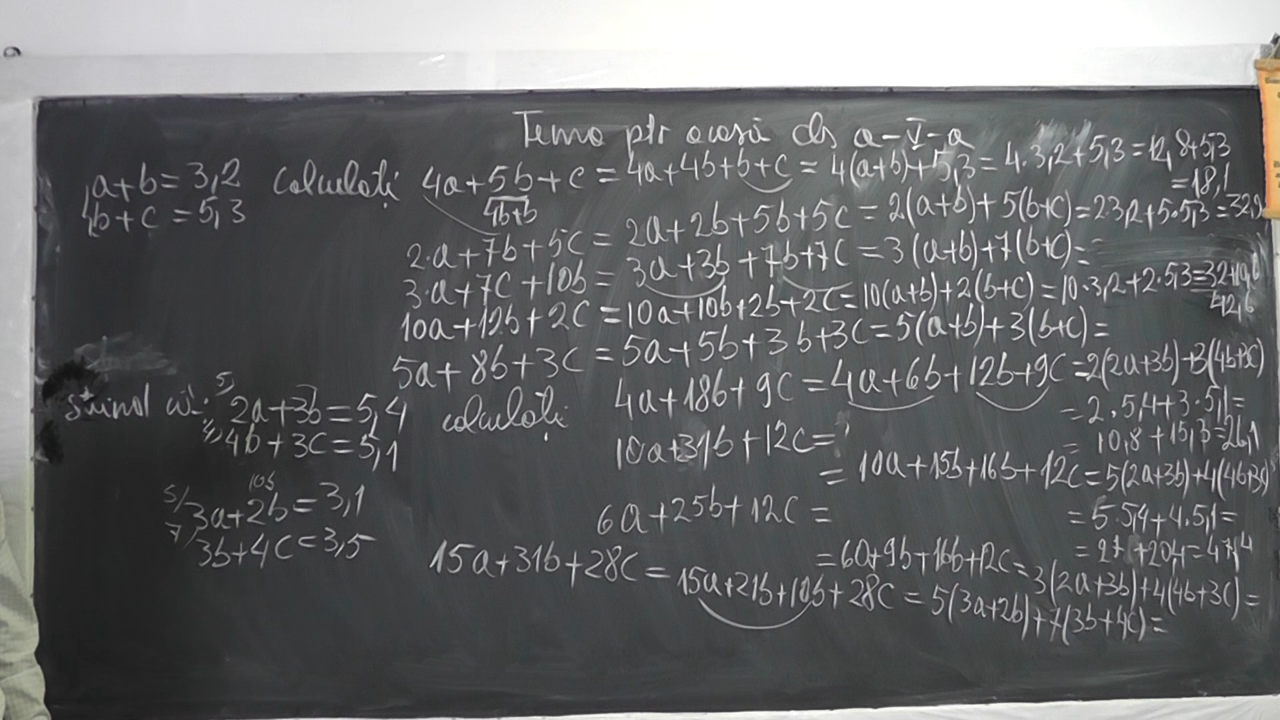 Temo ptr acasă cls a-V-a
a+b=3,2 calculați 4a+5b+c = 4a+4b+b+c = 4(a+b)+5,3 = 4.3,2+5,3 = 12,8+5,3
=18,1
b+c=5,3
4b+b
2.a+7b+5c = 2a+2b+5b+5c = 2(a+b)+5(b+c)=2.3,2+5.5,3=32,9
3.a+7c+10b = 3a+3b+7b+7c = 3(a+b)+7(b+c)=
10a+12b+2c=10a+10b+2b+2c=10(a+b)+2(b+c)=10.3,2+2.5,3=32+10,6
42,6
5a+8b+3c = 5a+5b+3b+3c=5(a+b)+3(b+c)=
știind că: 2a+3b=5,4 calculați 4a+18b+9c=4a+6b+12b+9c=2(2a+3b)+3(4b+3c)
5/
4b+3c=5,1
=2.5,4+3.5,1=
10a+31b+12c=?
= 10,8+15,3=26,1
= 10a+15b+16b+12c=5(2a+3b)+4(4b+3c)
10b
5/3a+2b=3,1
6a+25b+12c =
=5.5,4+4.5,1=
7/3b+4c=3,5
=27+20,4=47,4
=6a+9b+16b+12c=3(2a+3b)+4(4b+3c)=
15a+31b+28c=15a+21b+10b+28c = 5(3a+2b)+7(3b+4c)=